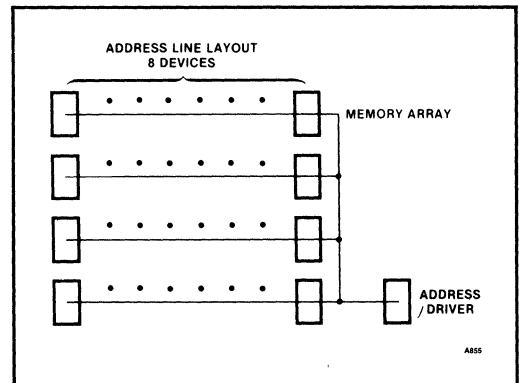 ADDRESS LINE LAYOUT
8 DEVICES
MEMORY ARRAY
ADDRESS
DRIVER
A855